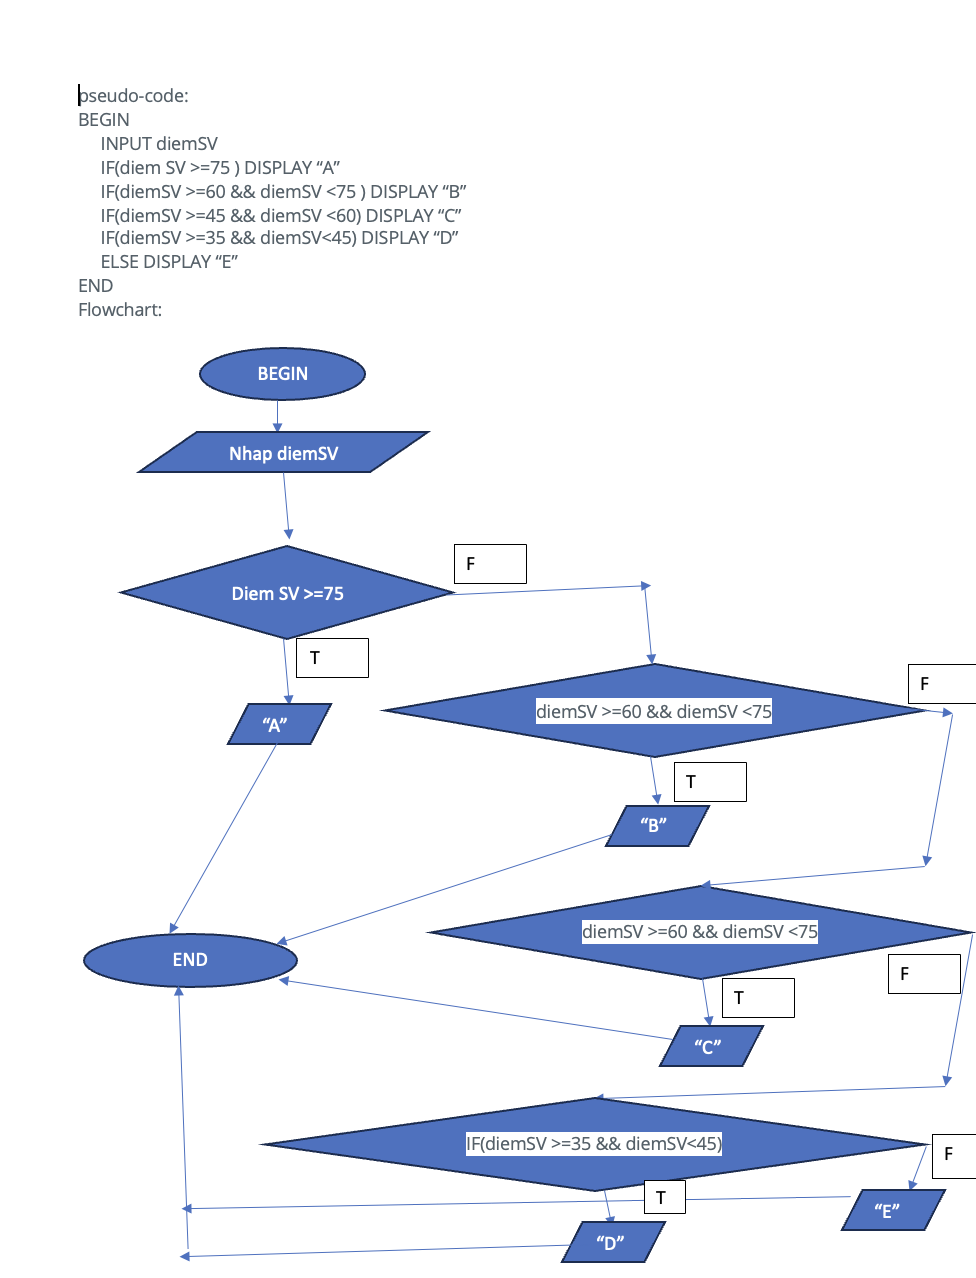 pseudo-code:
BEGIN
INPUT diemSV
IF(diem SV >=75 ) DISPLAY “A”
IF(diemSV >=60 && diemSV <75 ) DISPLAY “B”
IF(diemSV >=45 && diemSV <60) DISPLAY “C”
IF(diemSV >=35 && diemSV<45) DISPLAY “D”
ELSE DISPLAY “E”
END
Flowchart:
BEGIN
Nhap diemSV
F
Diem SV >=75
T
F
“A”
diemSV >=60 && diemSV <75
T
“B”
diemSV >=60 && diemSV <75
END
F
T
“C”
IF(diemSV >=35 && diemSV<45)
F
T
“E”
“D”